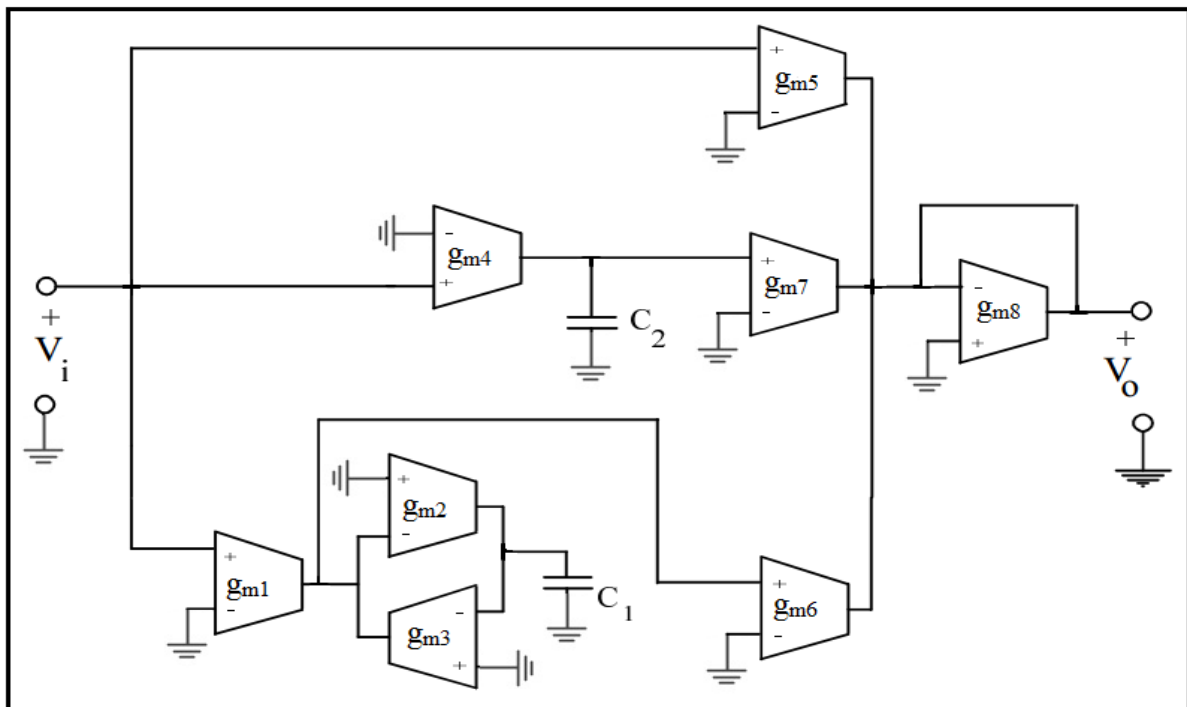 +
gm5
-
-
gm4
+
+
gm7
-
C2
-
gm8
+
+
Vi
+
Vo
+
gm1
-
+
gm2
-
-
gm3
+
C1
+
gm6
-